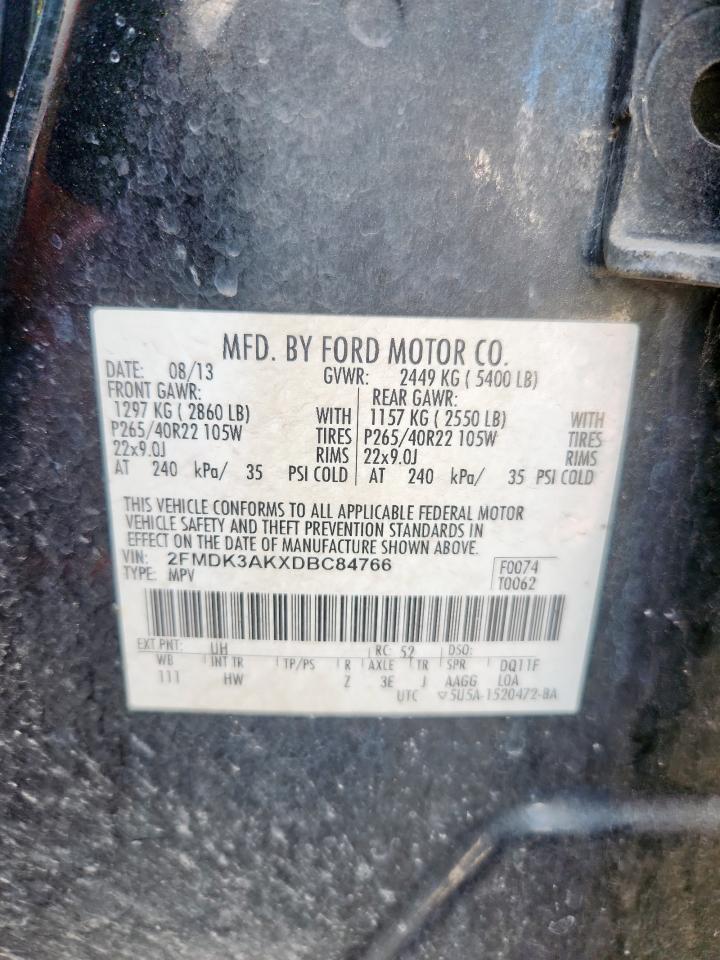 MFD. BY FORD MOTOR CO.
DATE: 08/13 GVWR: 2449 KG ( 5400 LB)
FRONT GAWR: REAR GAWR:
1297 KG ( 2860 LB) WITH 1157 KG ( 2550 LB) WITH
P265/40R22 105W TIRES P265/40R22 105W TIRES
22x9.0J RIMS 22x9.0J RIMS
AT 240 kPa/ 35 PSI COLD AT 240 kPa/ 35 PSI COLD
THIS VEHICLE CONFORMS TO ALL APPLICABLE FEDERAL MOTOR
VEHICLE SAFETY AND THEFT PREVENTION STANDARDS IN
EFFECT ON THE DATE OF MANUFACTURE SHOWN ABOVE.
VIN: 2FMDK3AKXDBC84766 F0074
TYPE: MPV T0062
EXT PNT: UH RC: 52 DSO:
WB INT TR TP/PS R AXLE TR SPR DQ11F
111 HW Z 3E J AAGG LOA
UTC ▽5U5A-1520472-BA